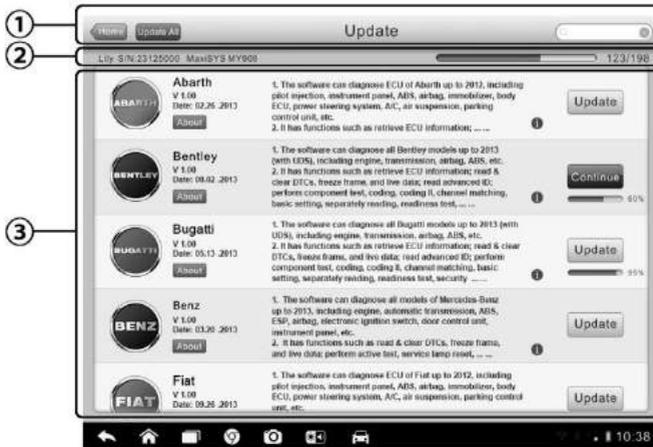 1
Home Update All Update
2
Lily S/N:23125000 MaxiSYS MY908 123/198
3
ABARTH
Abarth
V 1.00
Date: 02.26 .2013
About
1. The software can diagnose ECU of Abarth up to 2012, including
pilot injection, instrument panel, ABS, airbag, immobilizer, body
ECU, power steering system, A/C, air suspension, parking
control unit, etc.
2. It has functions such as retrieve ECU information; ... ...
Update
BENTLEY
Bentley
V 1.00
Date: 08.02 .2013
About
1. The software can diagnose all Bentley models up to 2013
(with UDS), including engine, transmission, airbag, ABS, etc.
2. It has functions such as retrieve ECU information; read &
clear DTCs, freeze frame, and live data; read advanced ID;
perform component test, coding, coding II, channel matching,
basic setting, separately reading, readiness test, ... ...
Continue
60%
BUGATTI
Bugatti
V 1.00
Date: 05.13 .2013
About
1. The software can diagnose all Bugatti models up to 2013 (with
UDS), including engine, transmission, airbag, ABS, etc.
2. It has functions such as retrieve ECU information; read & clear
DTCs, freeze frame, and live data; read advanced ID; perform
component test, coding, coding II, channel matching, basic
setting, separately reading, readiness test, security ... ...
Update
95%
BENZ
Benz
V 1.00
Date: 03.20 .2013
About
1. The software can diagnose all models of Mercedes-Benz
up to 2013, including engine, automatic transmission, ABS,
ESP, airbag, electronic ignition switch, door control unit,
instrument panel, etc.
2. It has functions such as read & clear DTCs, freeze frame,
and live data; perform active test, service lamp reset, ... ...
Update
FIAT
Fiat
V 1.00
Date: 09.26 .2013
1. The software can diagnose ECU of Fiat up to 2012, including
pilot injection, instrument panel, ABS, airbag, immobilizer, body
ECU, power steering system, A/C, air suspension, parking control
unit, etc.
Update
10:38